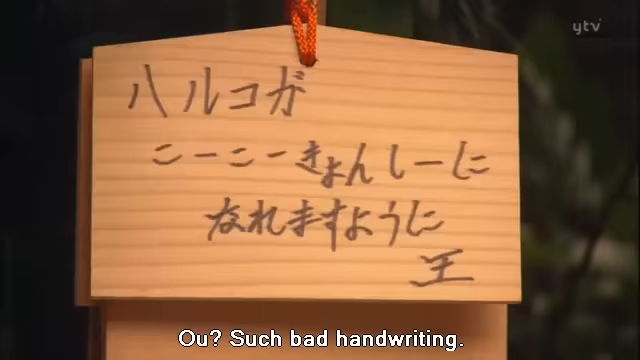 ytv
ハルコガ
こーこーきょんしーに
なれますように
王
Ou? Such bad handwriting.